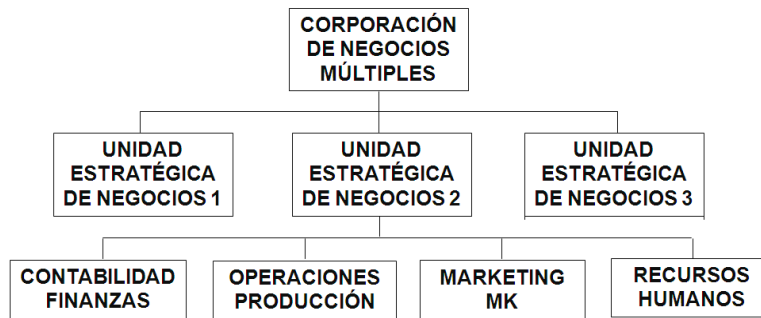 CORPORACIÓN
DE NEGOCIOS
MÚLTIPLES
UNIDAD
ESTRATÉGICA
DE NEGOCIOS 1
UNIDAD
ESTRATÉGICA
DE NEGOCIOS 2
UNIDAD
ESTRATÉGICA
DE NEGOCIOS 3
CONTABILIDAD
FINANZAS
OPERACIONES
PRODUCCIÓN
MARKETING
MK
RECURSOS
HUMANOS